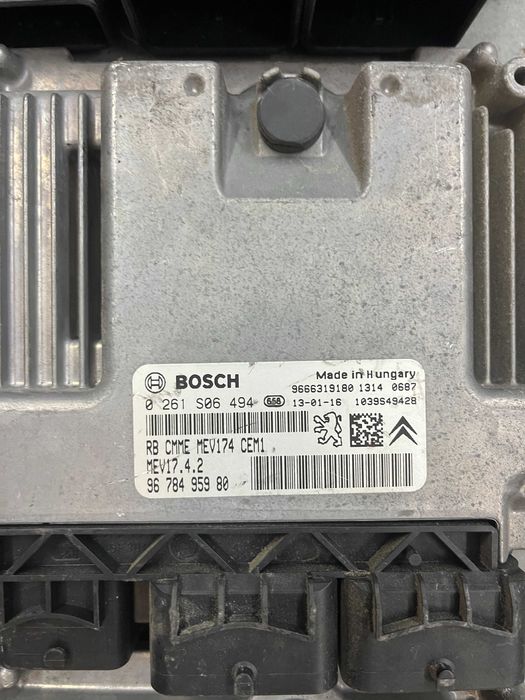 BOSCH Made in Hungary
9666319180 1314 0687
0 261 S06 494 658 13-01-16 1039S49428
RB CMME MEV174 CEM1
MEV17.4.2
96 784 959 80